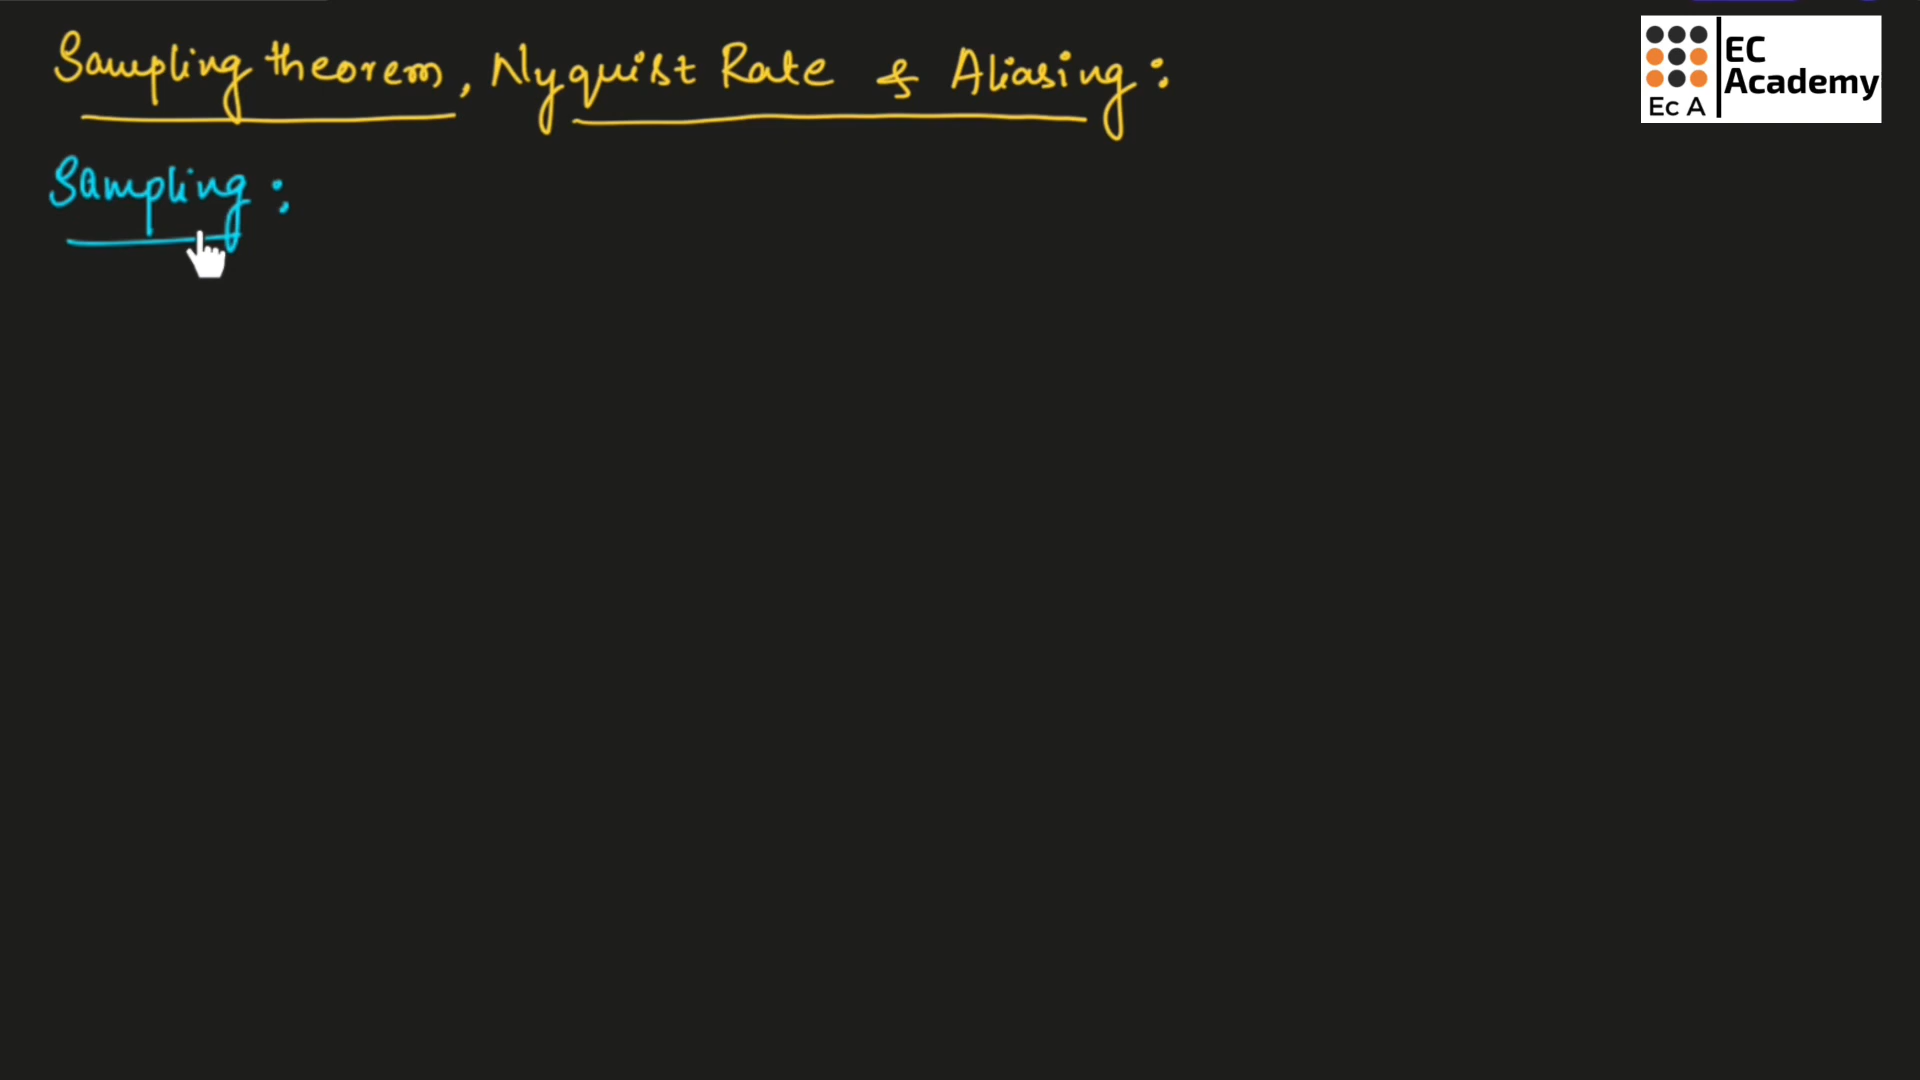 Sampling theorem, Nyquist Rate & Aliasing:
Sampling:
EC
Academy
Ec A